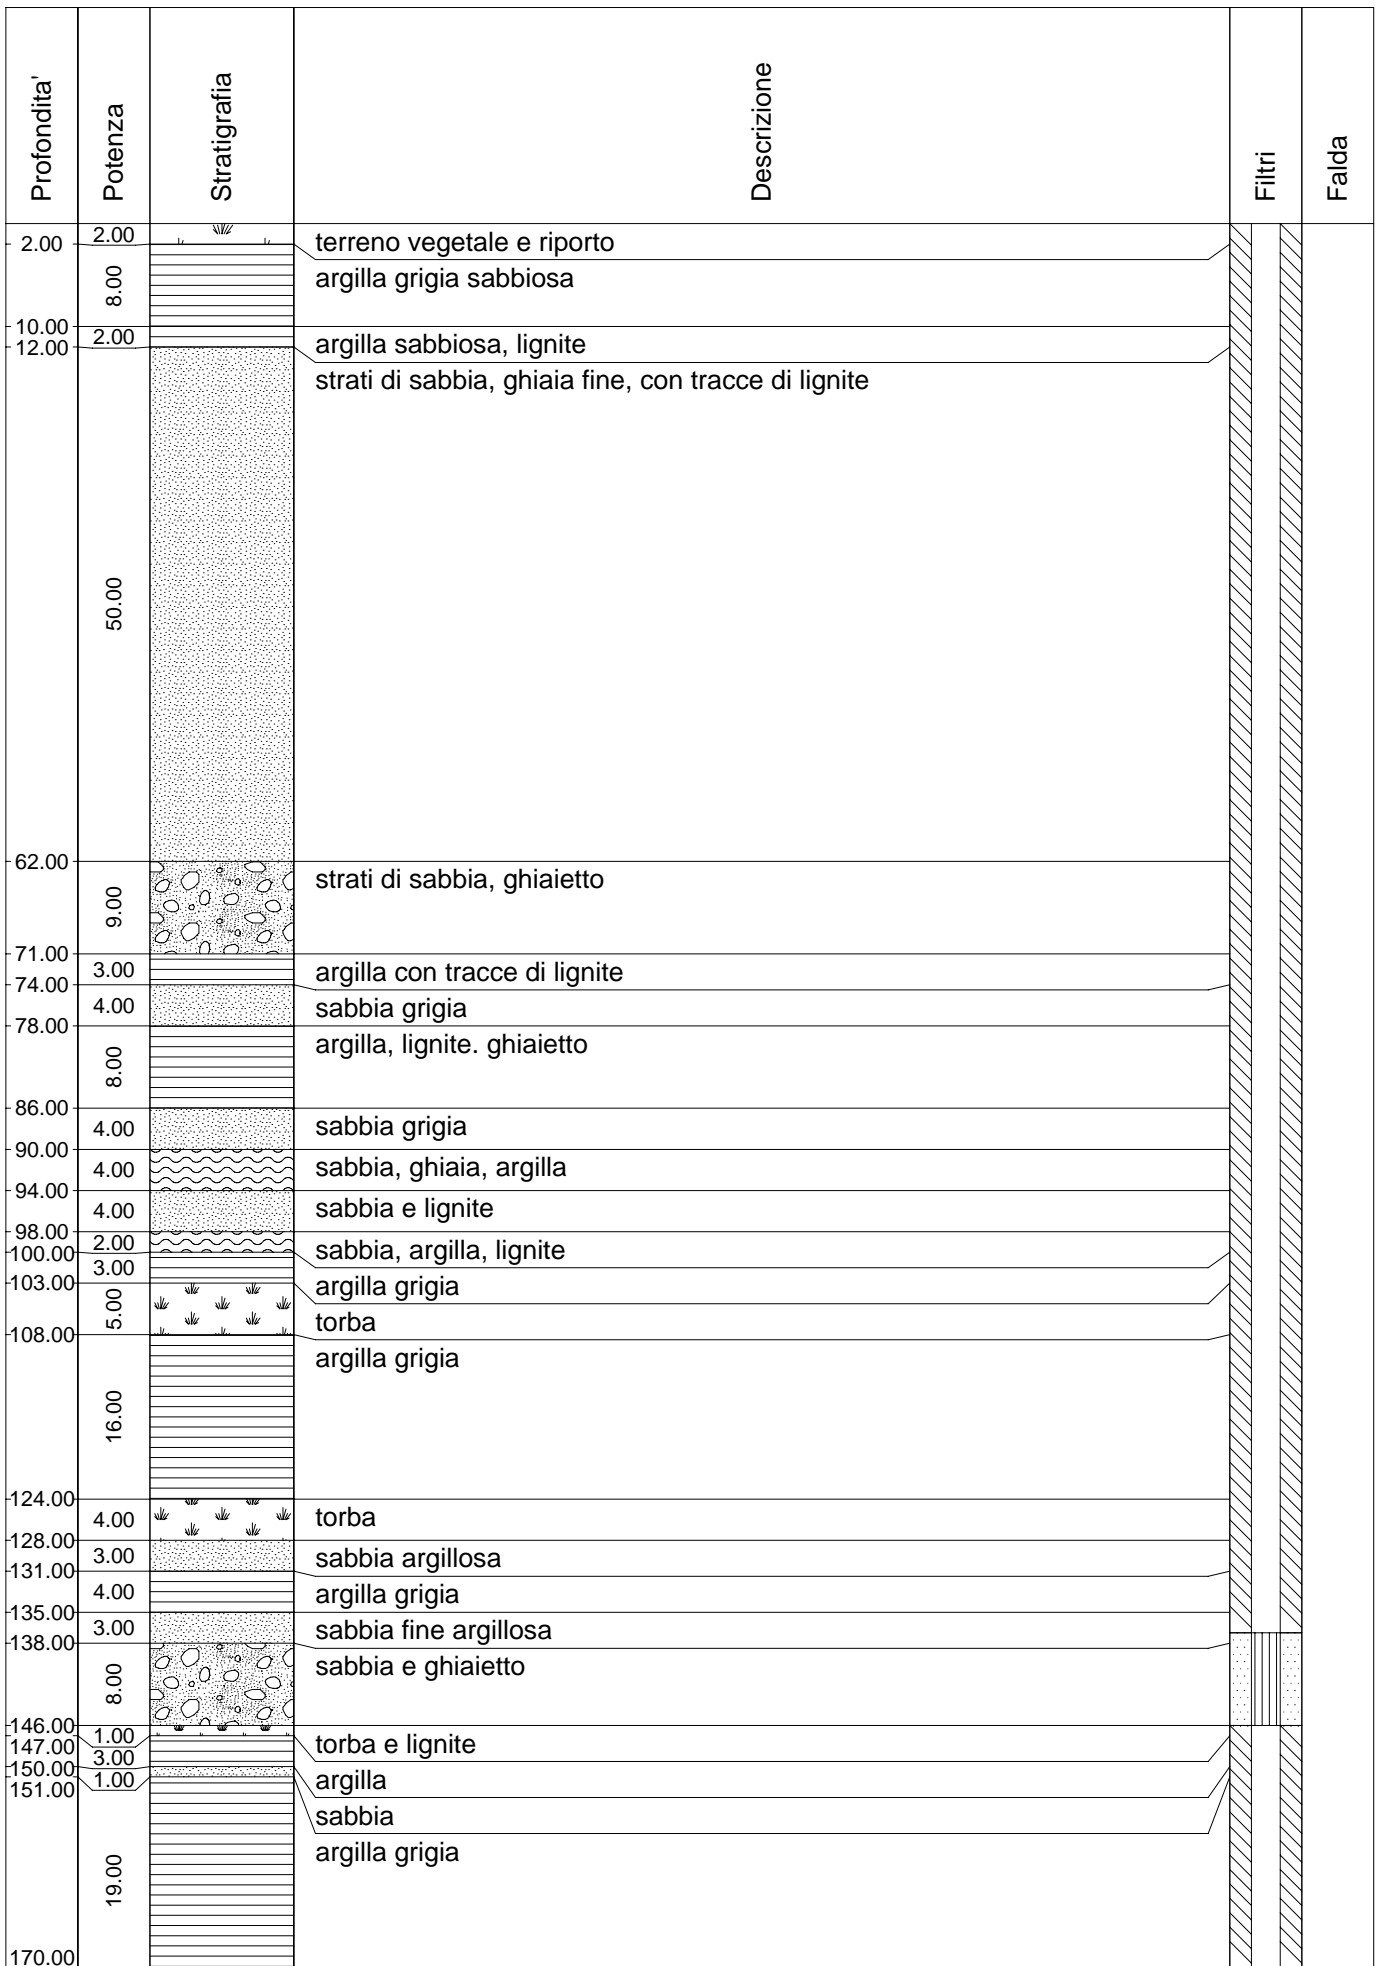 Profondita'
Potenza
Stratigrafia
Descrizione
Filtri
Falda
2.00
2.00
terreno vegetale e riporto
8.00
argilla grigia sabbiosa
10.00
2.00
argilla sabbiosa, lignite
12.00
50.00
strati di sabbia, ghiaia fine, con tracce di lignite
62.00
9.00
strati di sabbia, ghiaietto
71.00
3.00
argilla con tracce di lignite
74.00
4.00
sabbia grigia
78.00
8.00
argilla, lignite. ghiaietto
86.00
4.00
sabbia grigia
90.00
4.00
sabbia, ghiaia, argilla
94.00
4.00
sabbia e lignite
98.00
2.00
sabbia, argilla, lignite
100.00
3.00
argilla grigia
103.00
5.00
torba
108.00
16.00
argilla grigia
124.00
4.00
torba
128.00
3.00
sabbia argillosa
131.00
4.00
argilla grigia
135.00
3.00
sabbia fine argillosa
138.00
8.00
sabbia e ghiaietto
146.00
1.00
torba e lignite
147.00
3.00
argilla
150.00
1.00
sabbia
151.00
19.00
argilla grigia
170.00